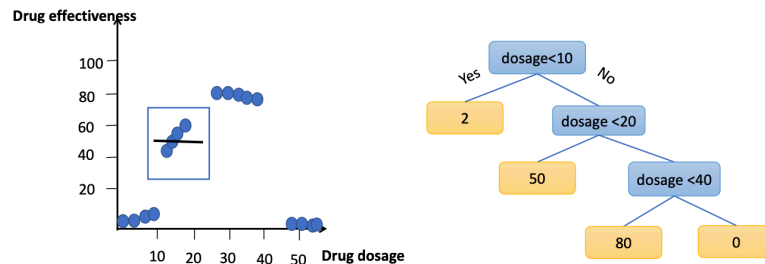 Drug effectiveness
100
80
60
40
20
10 20 30 40 50 Drug dosage
dosage<10
Yes No
2
dosage <20
50
dosage <40
80 0